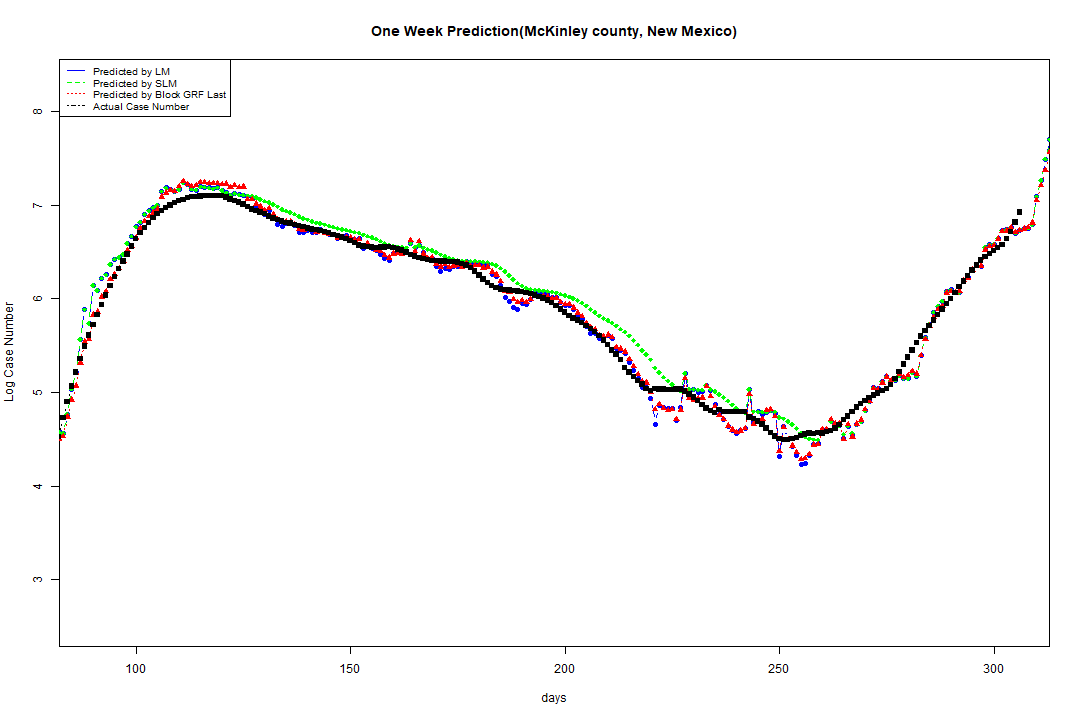 One Week Prediction(McKinley county, New Mexico)
Predicted by LM
Predicted by SLM
Predicted by Block GRF Last
Actual Case Number
8
7
6
5
4
3
Log Case Number
100 150 200 250 300
days